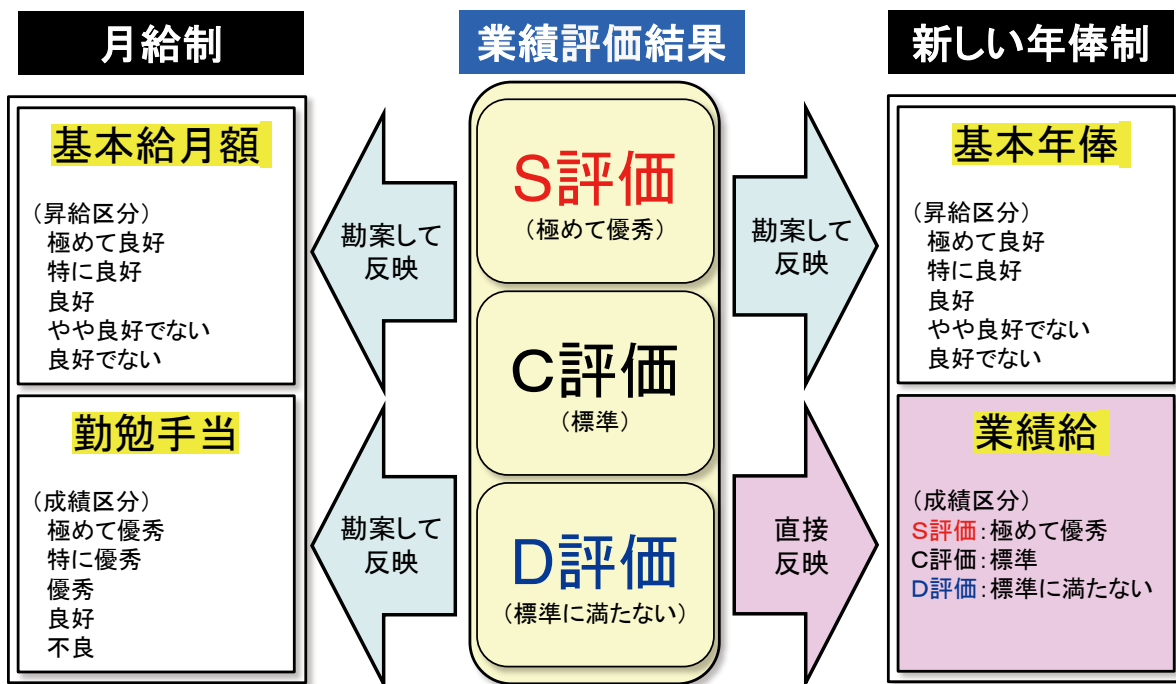 月給制
基本給月額
（昇給区分）
極めて良好
特に良好
良好
やや良好でない
良好でない
勤勉手当
（成績区分）
極めて優秀
特に優秀
優秀
良好
不良
勘案して
反映
勘案して
反映
業績評価結果
S評価
（極めて優秀）
C評価
（標準）
D評価
（標準に満たない）
勘案して
反映
直接
反映
新しい年俸制
基本年俸
（昇給区分）
極めて良好
特に良好
良好
やや良好でない
良好でない
業績給
（成績区分）
S評価：極めて優秀
C評価：標準
D評価：標準に満たない